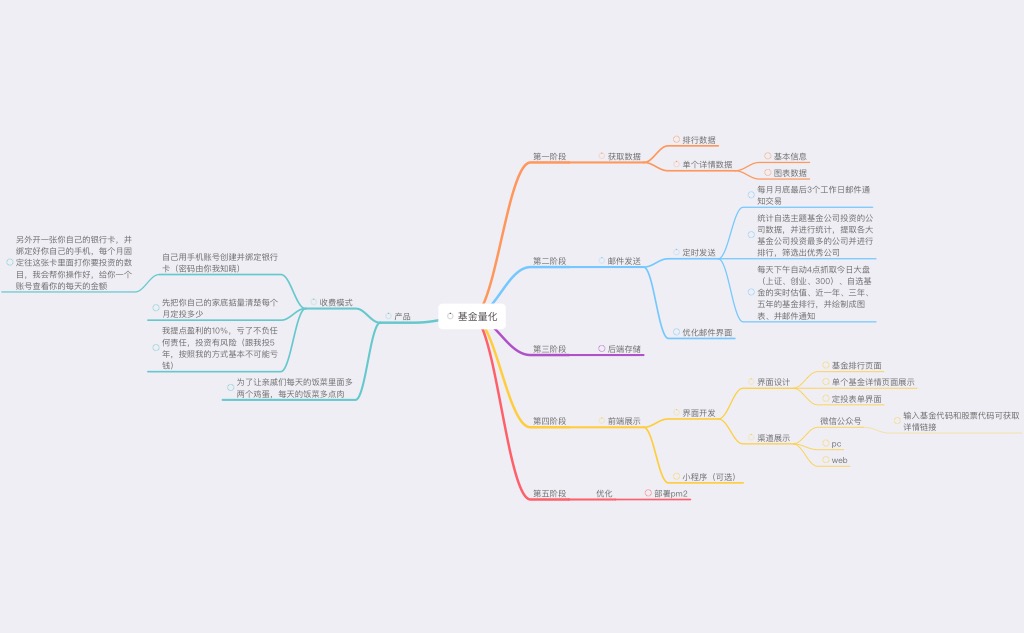 基金量化
第一阶段
获取数据
排行数据
单个详情数据
基本信息
图表数据
第二阶段
邮件发送
定时发送
每月月底最后3个工作日邮件通
知交易
统计自选主题基金公司投资的公
司数据，并进行统计，提取各大
基金公司投资最多的公司并进行
排行，筛选出优秀公司
每天下午自动4点抓取今日大盘
（上证、创业、300）、自选基
金的实时估值、近一年、三年、
五年的基金排行，并绘制成图
表、并邮件通知
优化邮件界面
第三阶段
后端存储
第四阶段
前端展示
界面开发
界面设计
基金排行页面
单个基金详情页面展示
定投表单界面
渠道展示
微信公众号
输入基金代码和股票代码可获取
详情链接
pc
web
小程序（可选）
第五阶段
优化
部署pm2
产品
收费模式
自己用手机账号创建并绑定银行
卡（密码由你我知晓）
另外开一张你自己的银行卡，并
绑定好你自己的手机，每个月固
定往这张卡里面打你要投资的数
目，我会帮你操作好，给你一个
账号查看你的每天的金额
先把你自己的家底掂量清楚每个
月定投多少
我提点盈利的10%，亏了不负任
何责任，投资有风险（跟我投5
年，按照我的方式基本不可能亏
钱）
为了让亲戚们每天的饭菜里面多
两个鸡蛋，每天的饭菜多点肉